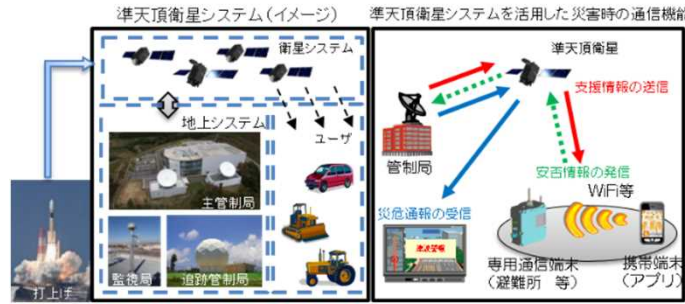 準天頂衛星システム(イメージ)
衛星システム
地上システム
ユーザ
主管制局
監視局
追跡管制局
打上げ
準天頂衛星システムを活用した災害時の通信機能
準天頂衛星
支援情報の送信
管制局
安否情報の発信
WiFi等
災危通報の受信
津波警報
専用通信端末
(避難所 等)
携帯端末
(アプリ)